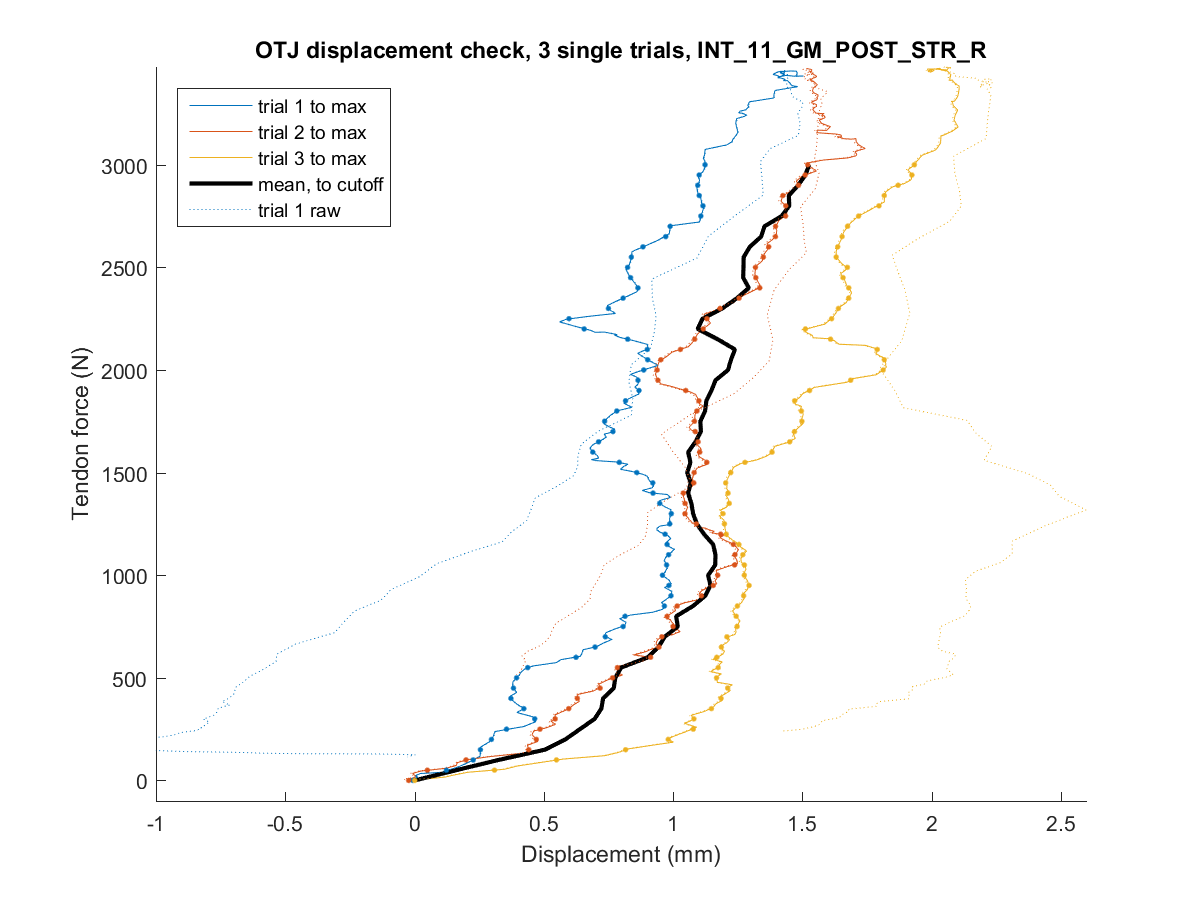 OTJ displacement check, 3 single trials, INT_11_GM_POST_STR_R
trial 1 to max
trial 2 to max
trial 3 to max
mean, to cutoff
trial 1 raw
Tendon force (N)
3000
2500
2000
1500
1000
500
0
-1
-0.5
0
0.5
1
1.5
2
2.5
Displacement (mm)